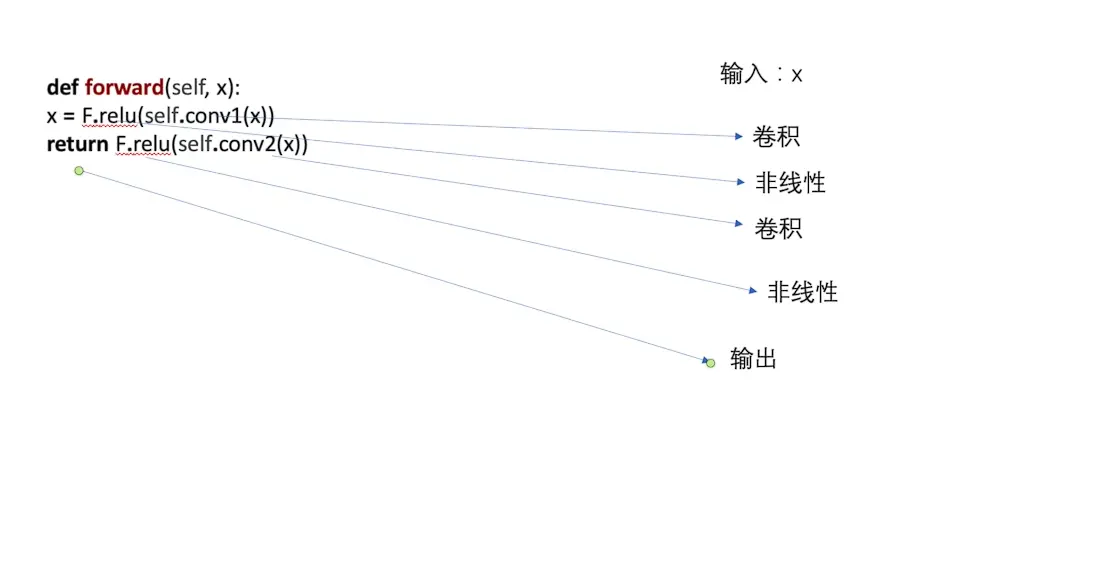 def forward(self, x):
x = F.relu(self.conv1(x))
return F.relu(self.conv2(x))
输入：x
卷积
非线性
卷积
非线性
输出